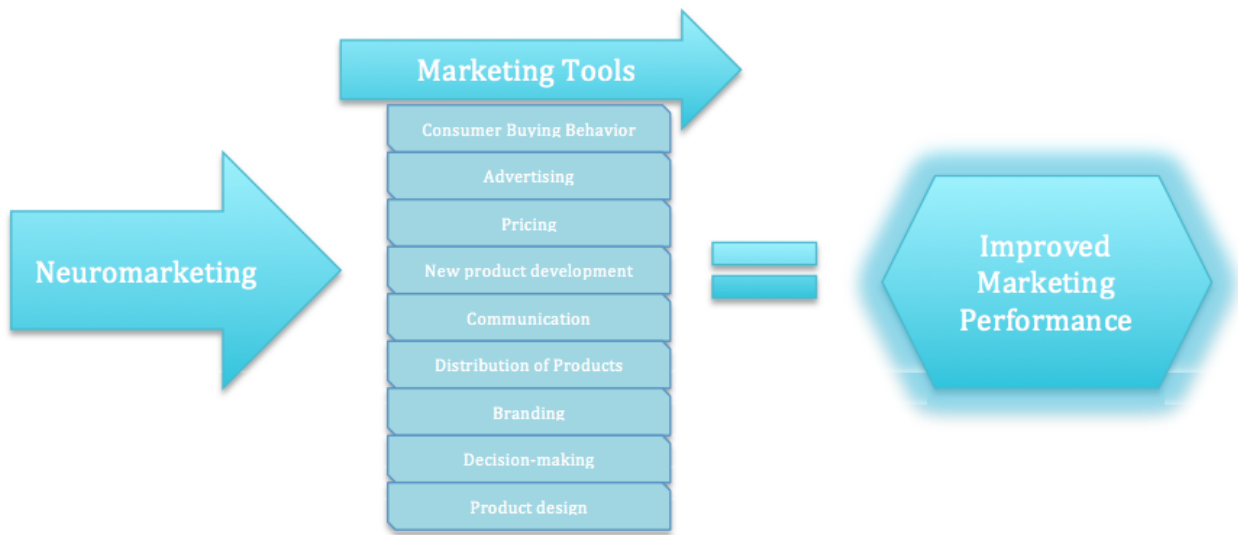 Neuromarketing
Marketing Tools
Consumer Buying Behavior
Advertising
Pricing
New product development
Communication
Distribution of Products
Branding
Decision-making
Product design
Improved
Marketing
Performance